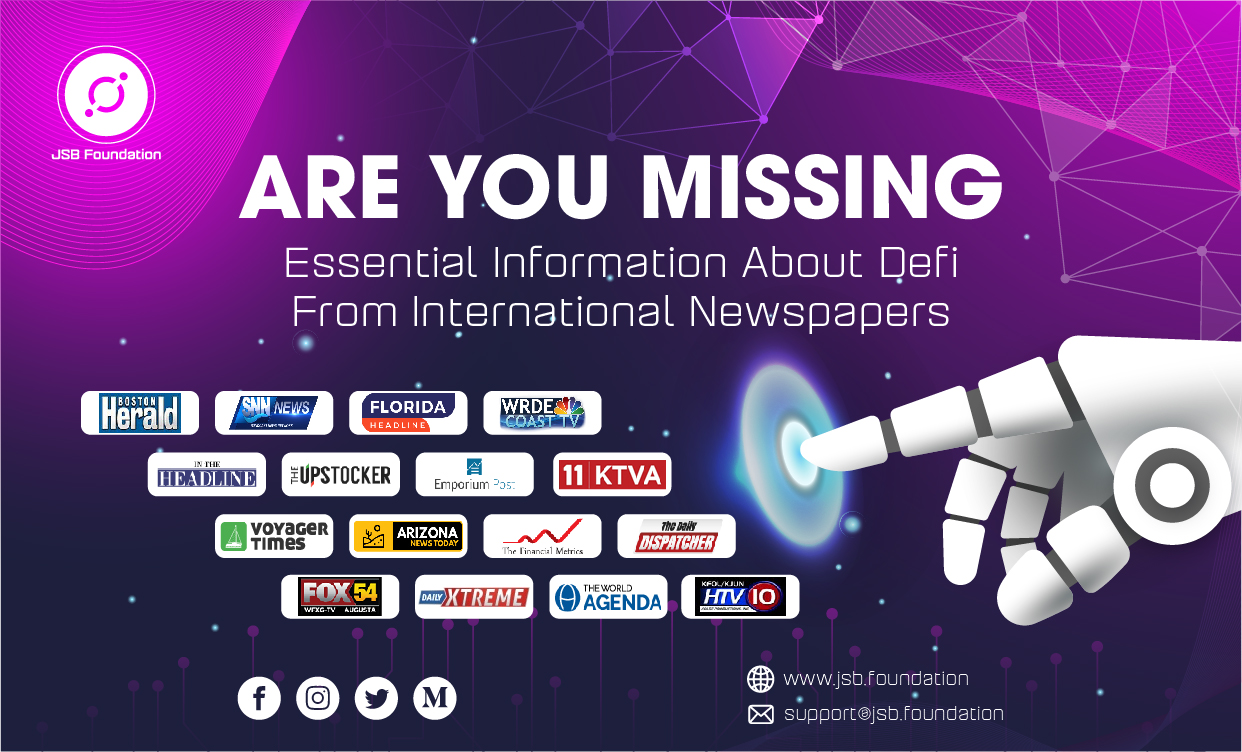 JSB Foundation
ARE YOU MISSING
Essential Information About Defi
From International Newspapers
BOSTON
Herald
SNN NEWS
FLORIDA
HEADLINE
WRDE
COAST TV
IN THE
HEADLINE
THE UPSTOCKER
Emporium Post
11 KTVA
VOYAGER
TIMES
ARIZONA
NEWS TODAY
The Financial Metrics
The Daily
DISPATCHER
FOX 54
WFXG-TV AUGUSTA
DAILY XTREME
THE WORLD
AGENDA
KFOL/KJUN
HTV 10
M
www.jsb.foundation
support@jsb.foundation